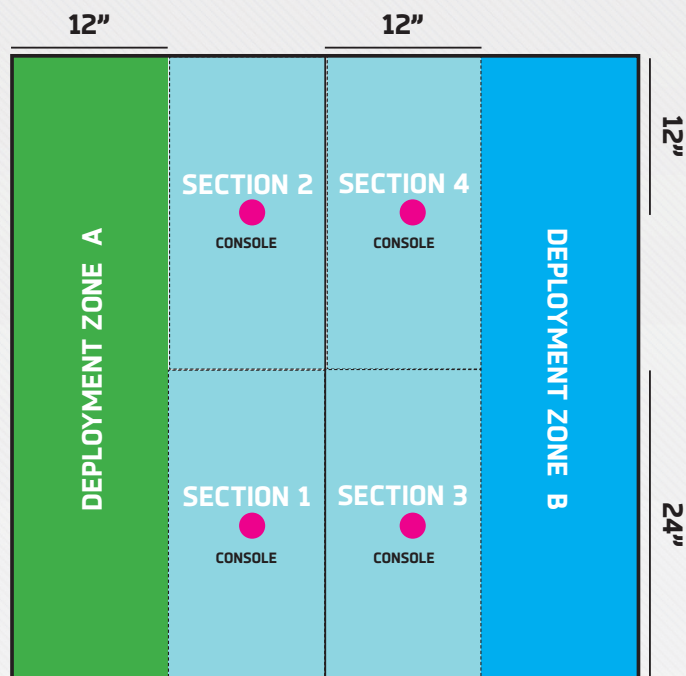 12”
12”
12”
SECTION 2
SECTION 4
CONSOLE
CONSOLE
DEPLOYMENT ZONE A
DEPLOYMENT ZONE B
SECTION 1
SECTION 3
CONSOLE
CONSOLE
24”